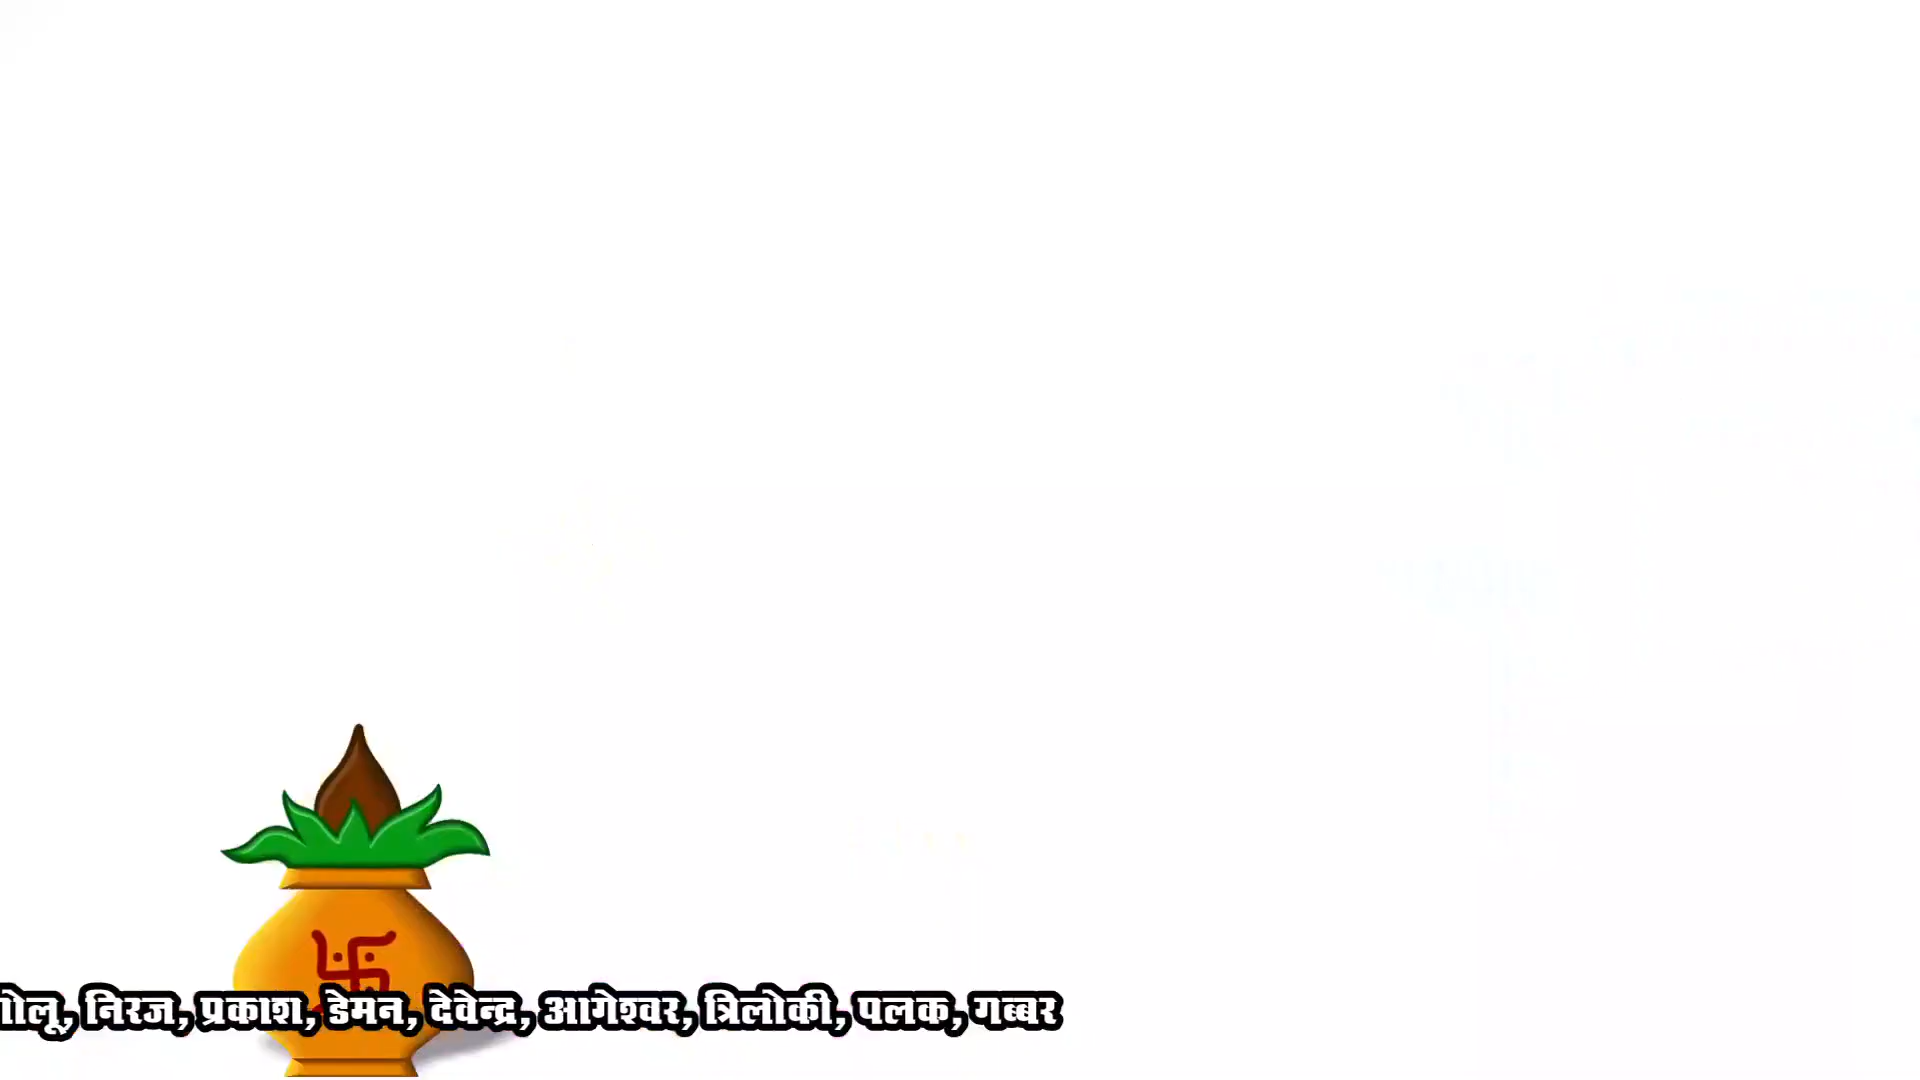 निरज, प्रकाश, डेमन, देवेन्द्र, आगेश्वर, त्रिलोकी, पलक, गब्बर